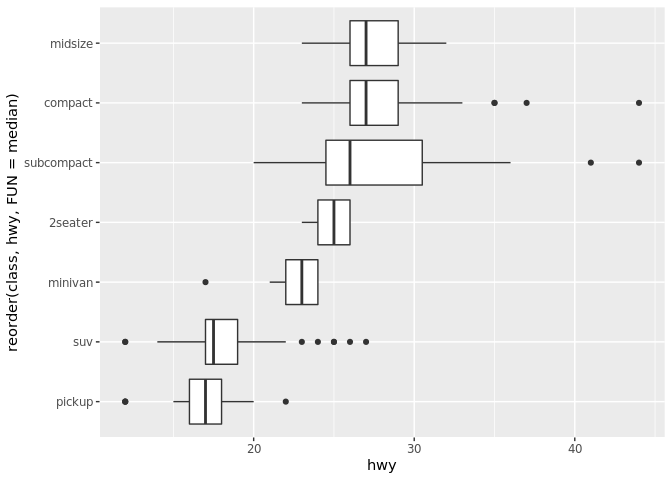 midsize
compact
subcompact
2seater
minivan
suv
pickup
reorder(class, hwy, FUN = median)
20
30
40
hwy